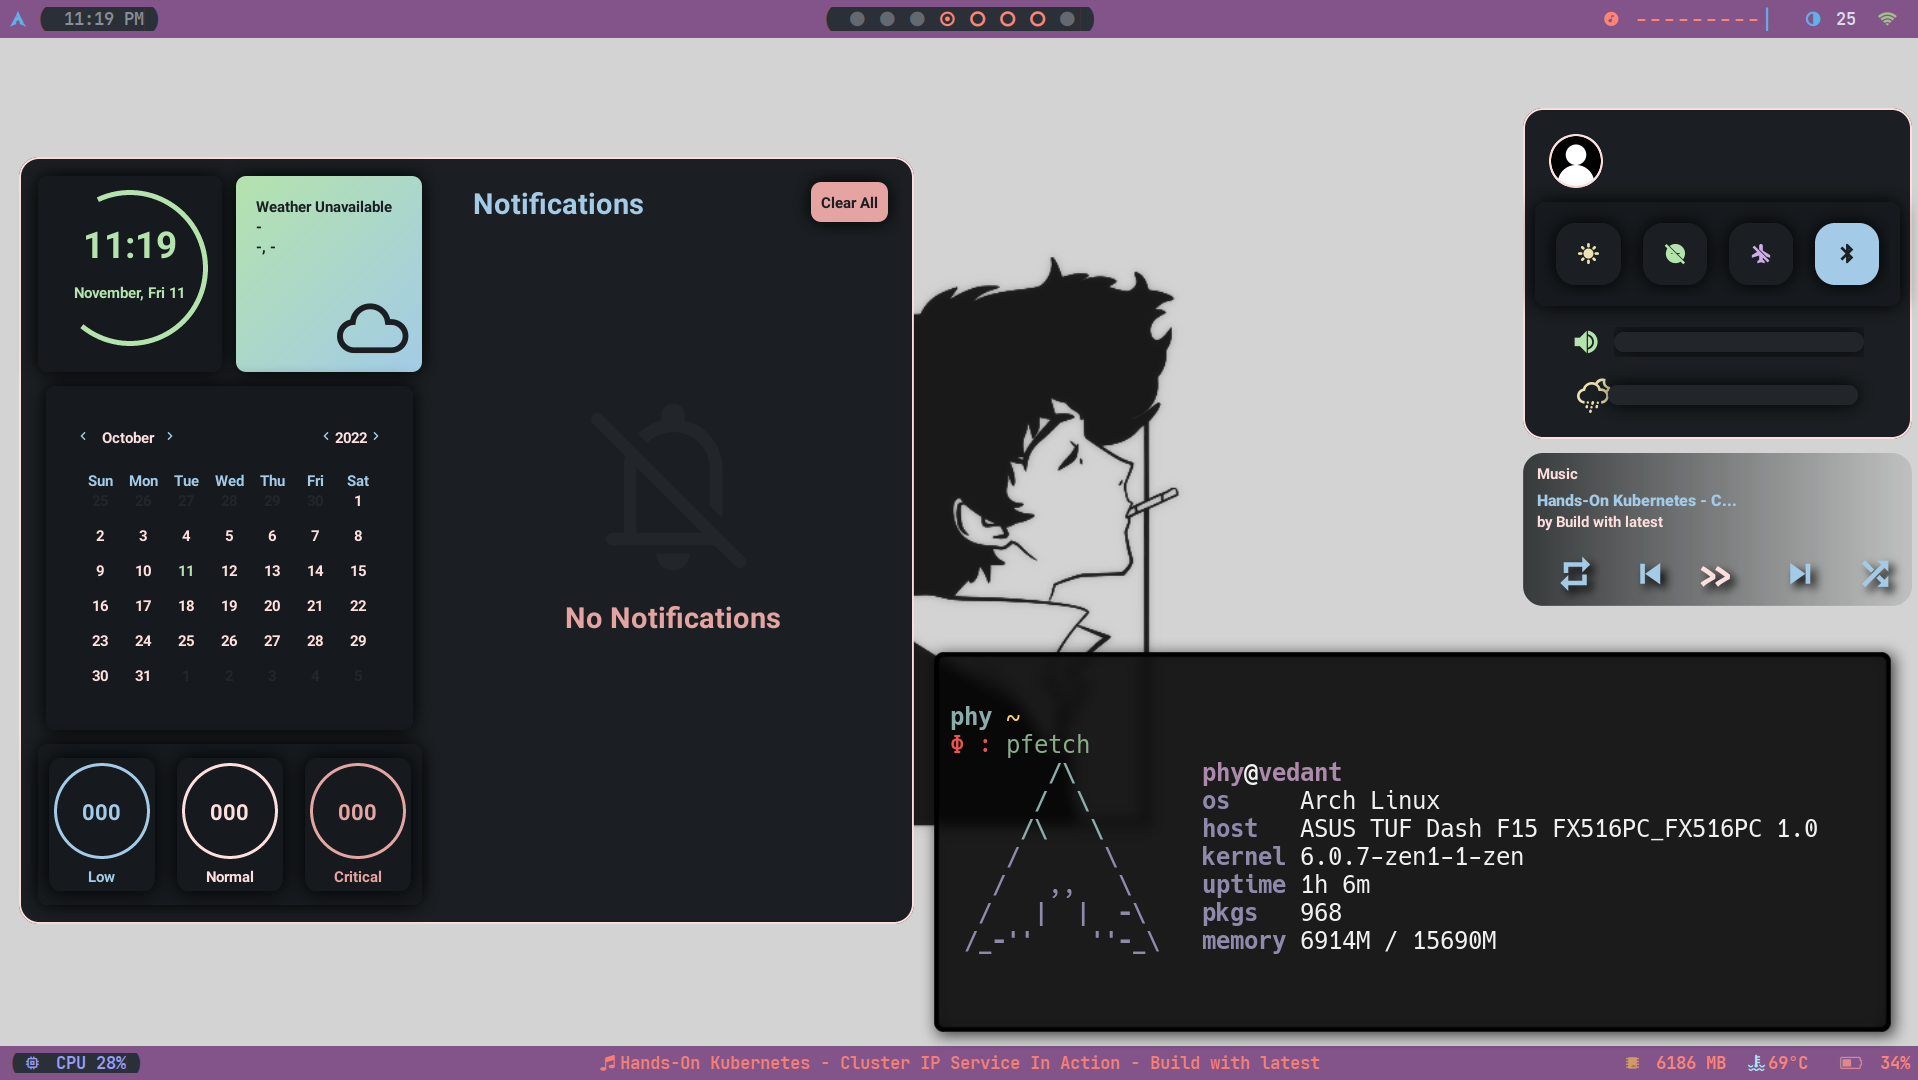 11:19 PM
25
11:19
November, Fri 11
Weather Unavailable
-
-, -
Notifications
Clear All
October
2022
Sun Mon Tue Wed Thu Fri Sat
25 26 27 28 29 30 1
2 3 4 5 6 7 8
9 10 11 12 13 14 15
16 17 18 19 20 21 22
23 24 25 26 27 28 29
30 31 1 2 3 4 5
No Notifications
000 000 000
Low Normal Critical
Music
Hands-On Kubernetes - C...
by Build with latest
phy ~
Φ : pfetch
phy@vedant
os Arch Linux
host ASUS TUF Dash F15 FX516PC_FX516PC 1.0
kernel 6.0.7-zen1-1-zen
uptime 1h 6m
pkgs 968
memory 6914M / 15690M
CPU 28%
Hands-On Kubernetes - Cluster IP Service In Action - Build with latest
6186 MB
69°C
34%